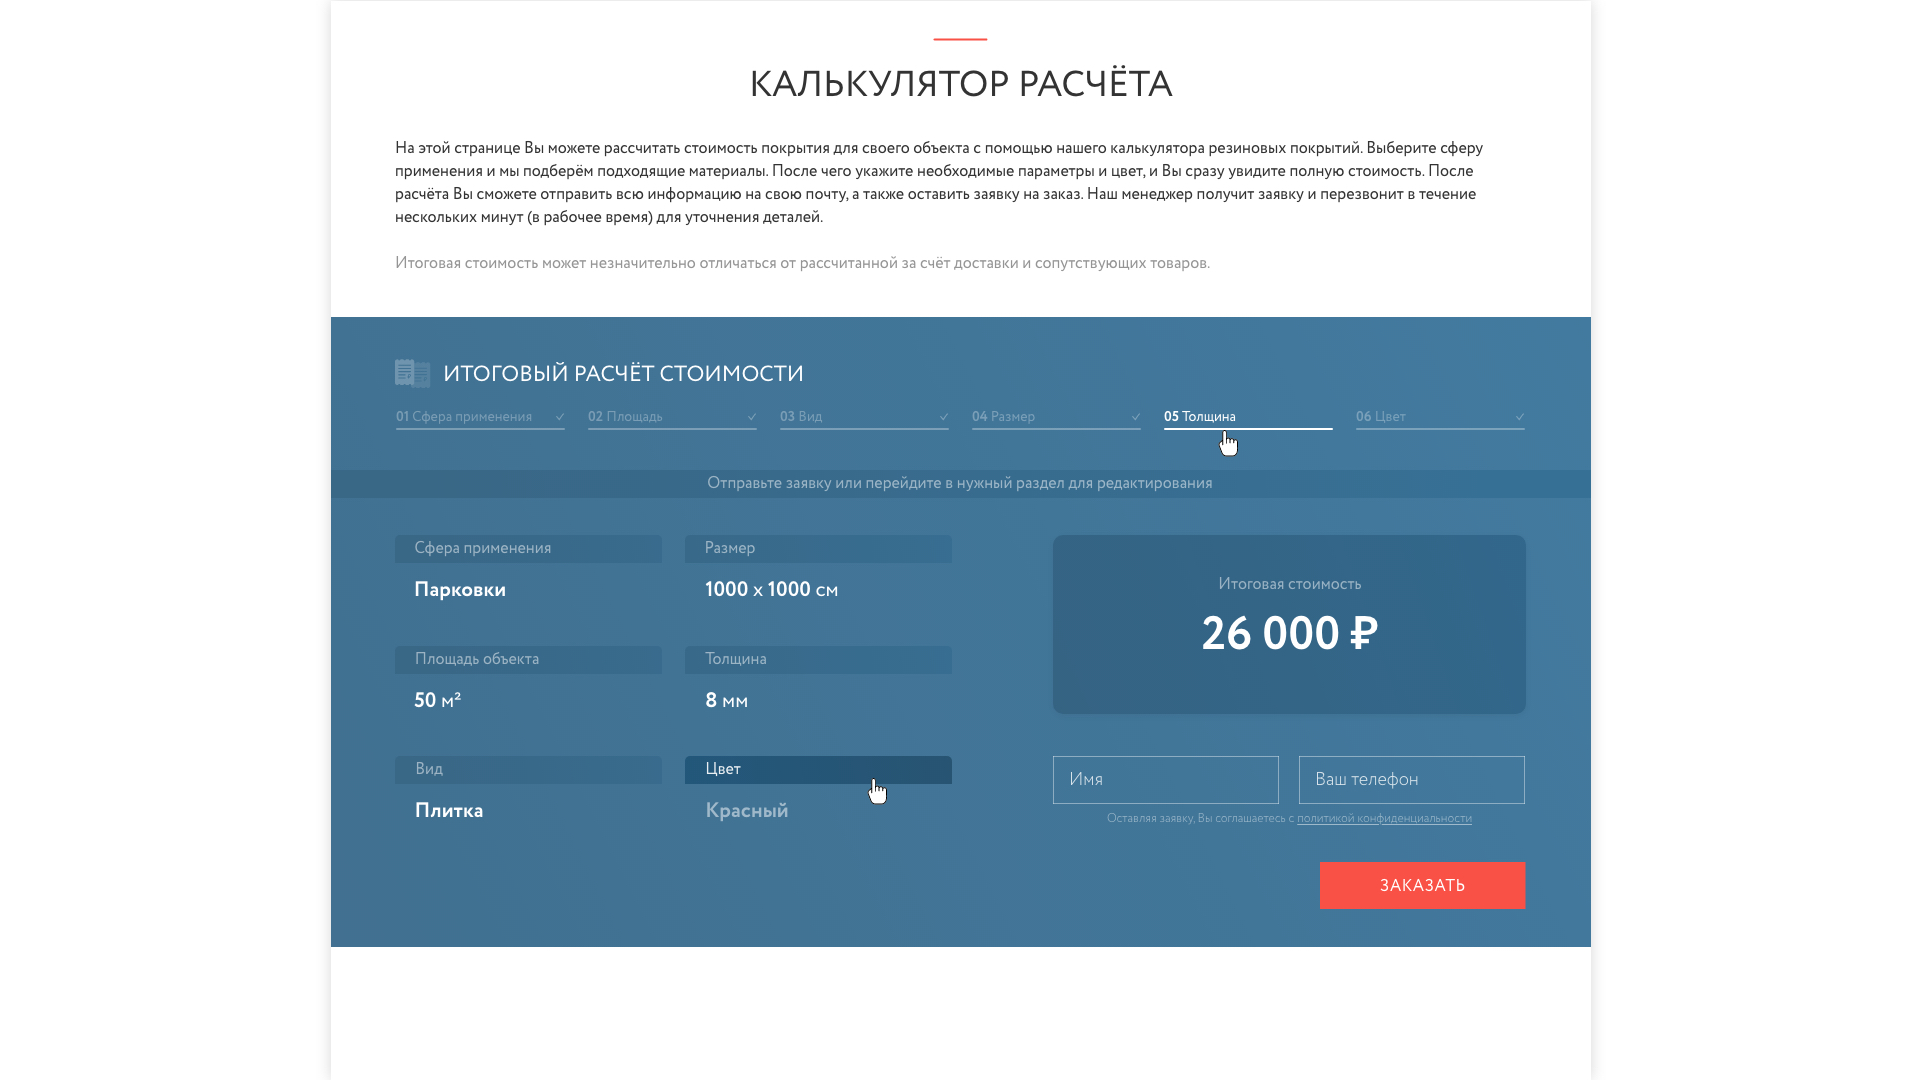 КАЛЬКУЛЯТОР РАСЧЁТА
На этой странице Вы можете рассчитать стоимость покрытия для своего объекта с помощью нашего калькулятора резиновых покрытий. Выберите сферу
применения и мы подберём подходящие материалы. После чего укажите необходимые параметры и цвет, и Вы сразу увидите полную стоимость. После
расчёта Вы сможете отправить всю информацию на свою почту, а также оставить заявку на заказ. Наш менеджер получит заявку и перезвонит в течение
нескольких минут (в рабочее время) для уточнения деталей.
Итоговая стоимость может незначительно отличаться от рассчитанной за счёт доставки и сопутствующих товаров.
ИТОГОВЫЙ РАСЧЁТ СТОИМОСТИ
01 Сфера применения
02 Площадь
03 Вид
04 Размер
05 Толщина
06 Цвет
Отправьте заявку или перейдите в нужный раздел для редактирования
Сфера применения
Парковки
Размер
1000 x 1000 см
Площадь объекта
50 м²
Толщина
8 мм
Вид
Плитка
Цвет
Красный
Итоговая стоимость
26 000 ₽
Имя
Ваш телефон
Оставляя заявку, Вы соглашаетесь с политикой конфиденциальности
ЗАКАЗАТЬ